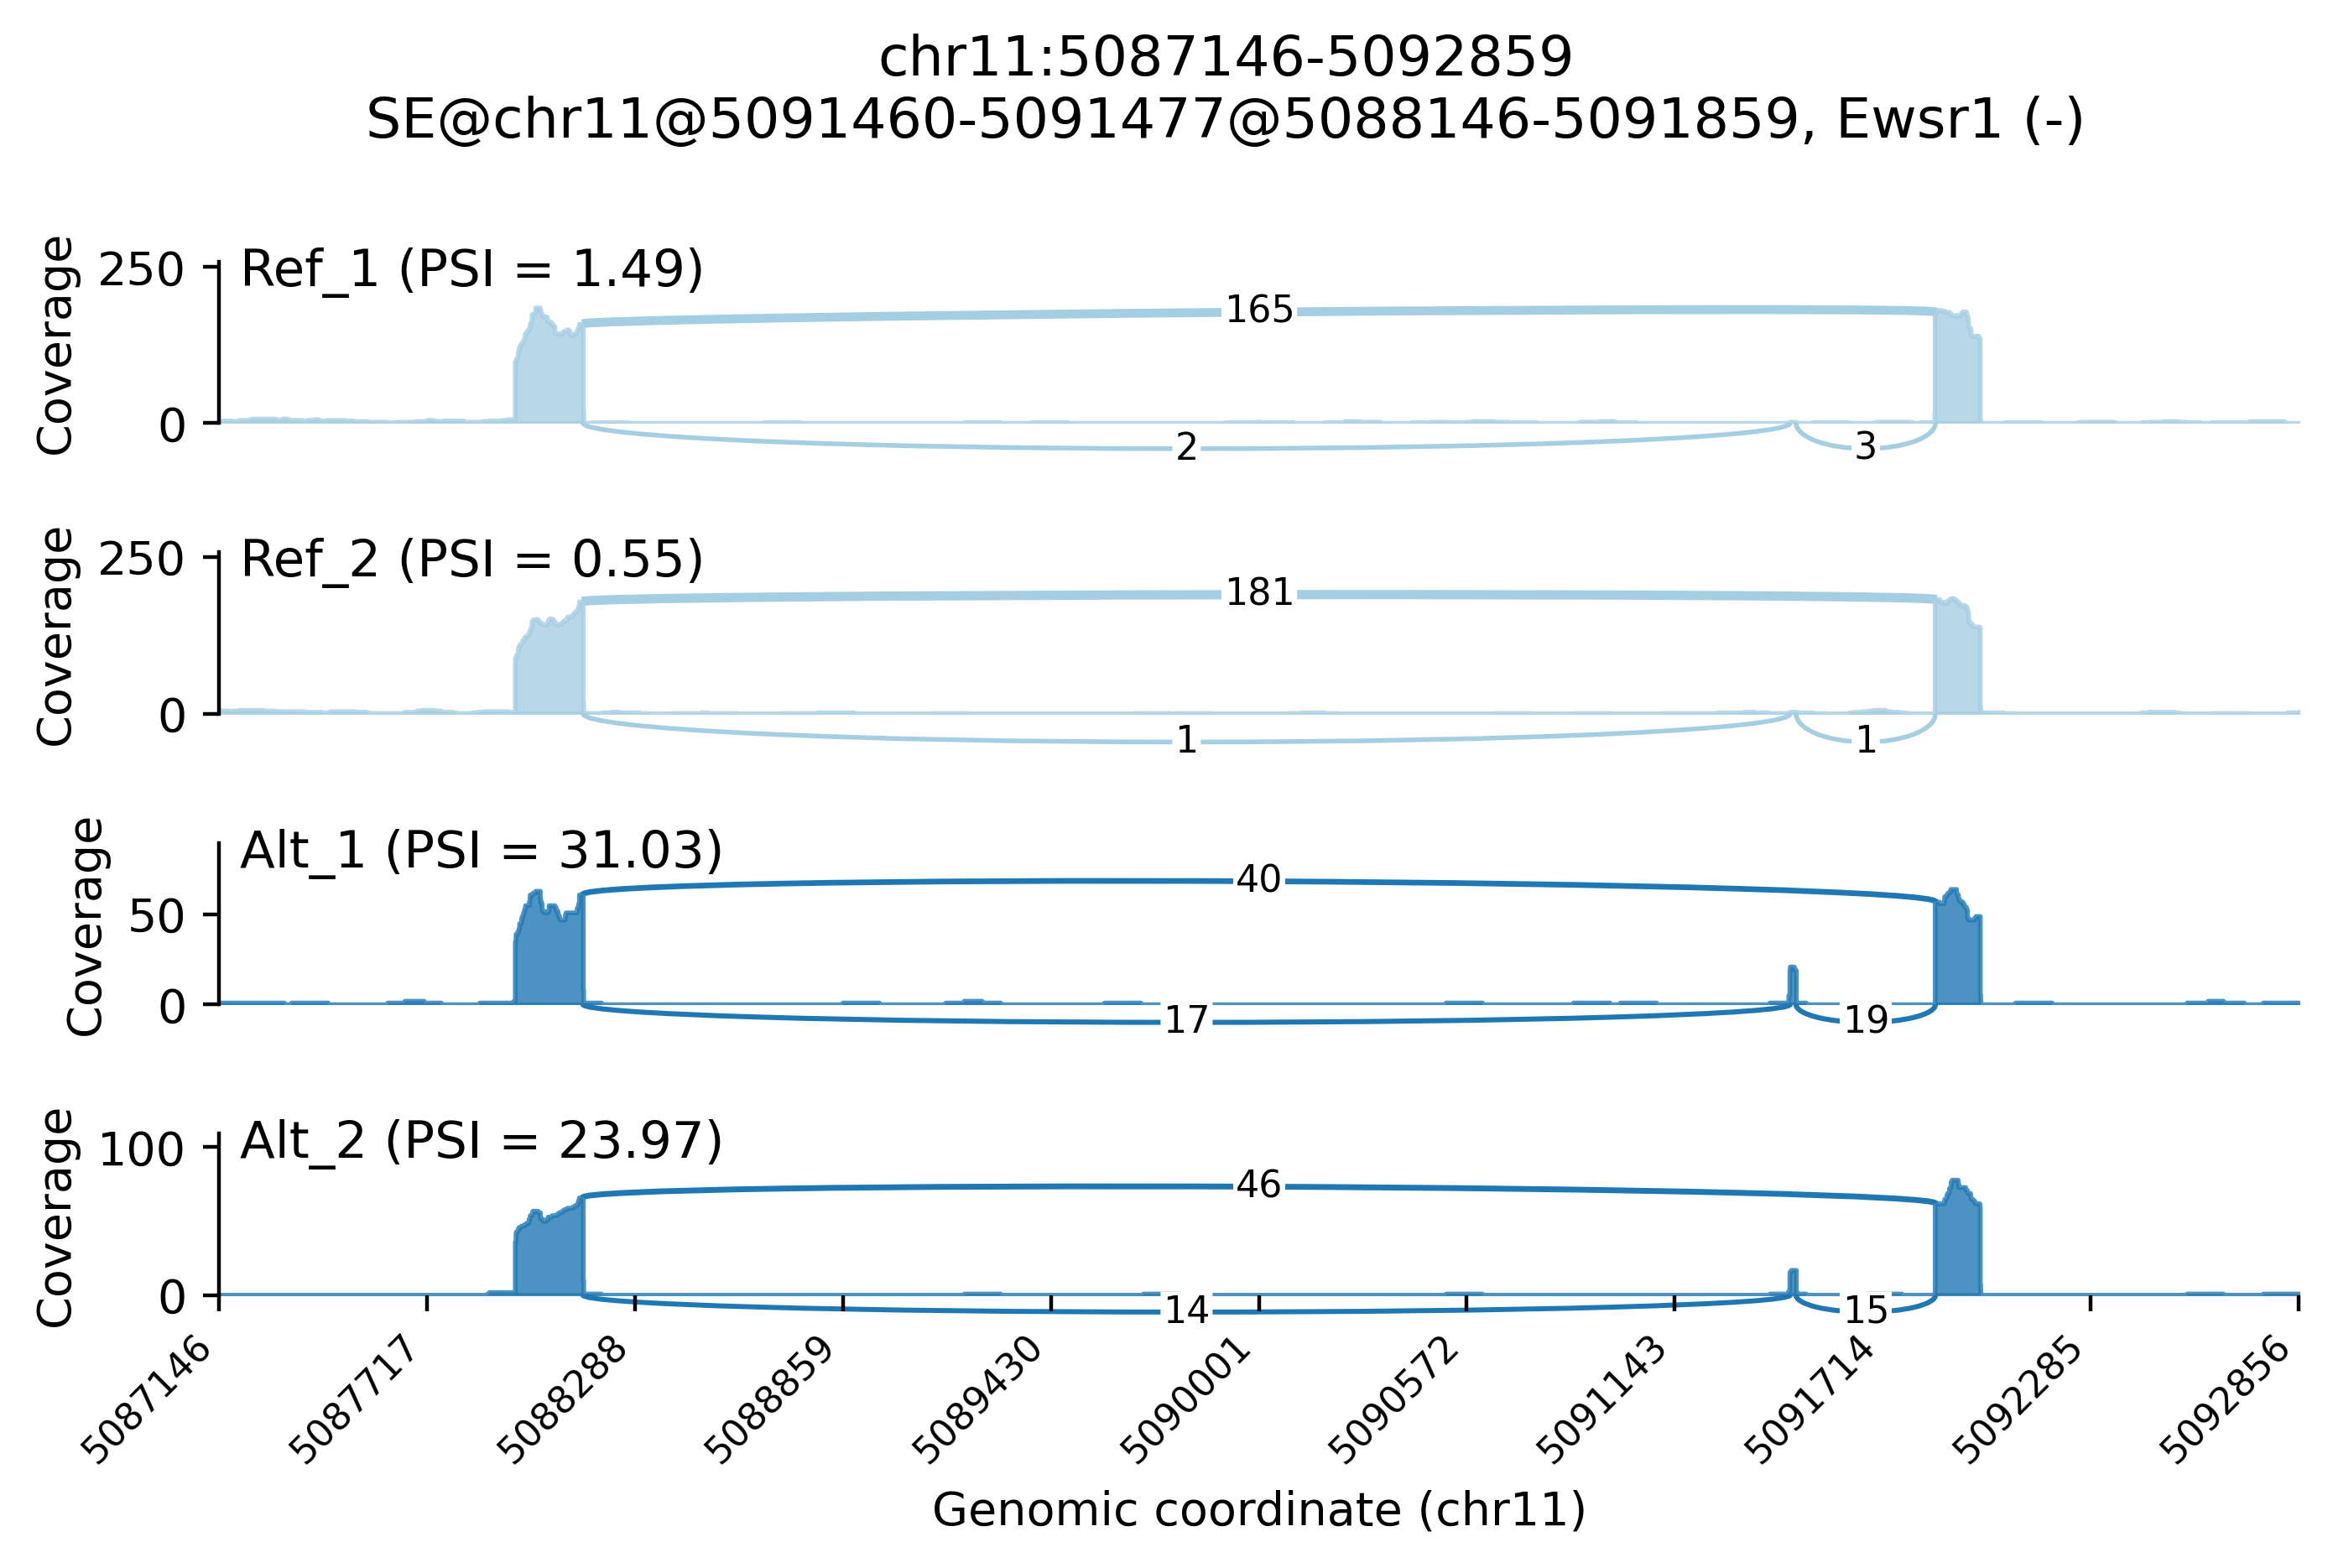 chr11:5087146-5092859
SE@chr11@5091460-5091477@5088146-5091859, Ewsr1 (-)
Coverage
250
0
Ref_1 (PSI = 1.49)
165
2
3
Coverage
250
0
Ref_2 (PSI = 0.55)
181
1
1
Coverage
50
0
Alt_1 (PSI = 31.03)
40
17
19
Coverage
100
0
Alt_2 (PSI = 23.97)
46
14
15
5087146
5087717
5088288
5088859
5089430
5090001
5090572
5091143
5091714
5092285
5092856
Genomic coordinate (chr11)